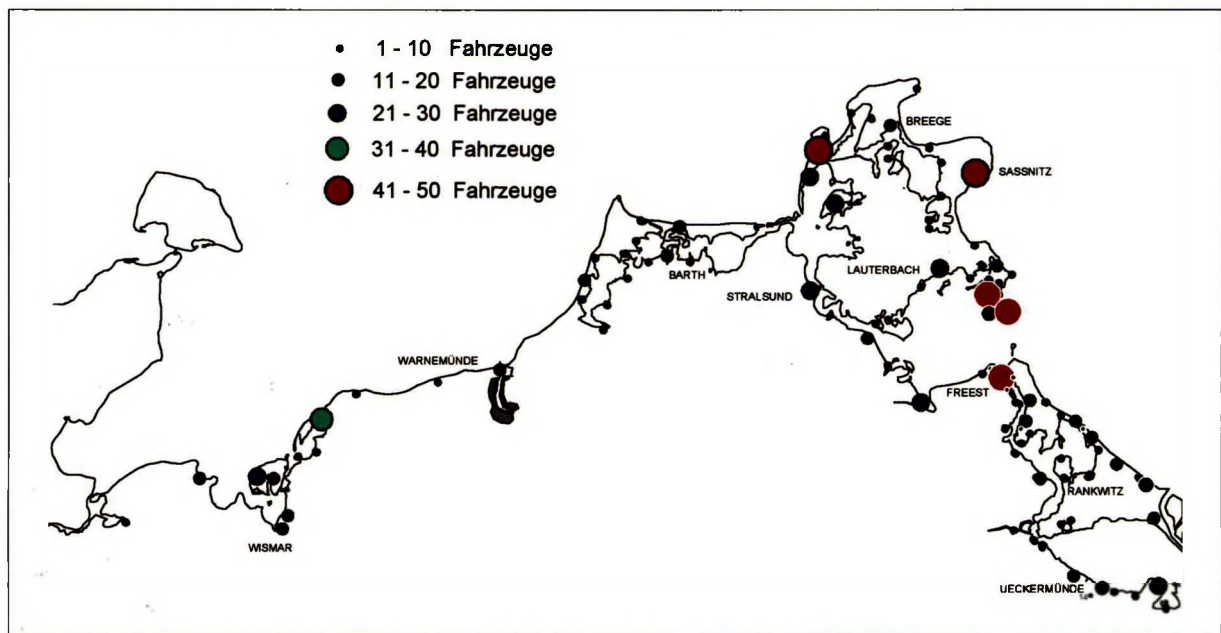 1 - 10 Fahrzeuge
11 - 20 Fahrzeuge
21 - 30 Fahrzeuge
31 - 40 Fahrzeuge
41 - 50 Fahrzeuge
BREEGE
SASSNITZ
LAUTERBACH
BARTH
STRALSUND
WARNEMÜNDE
FREEST
RANKWITZ
WISMAR
UECKERMÜNDE